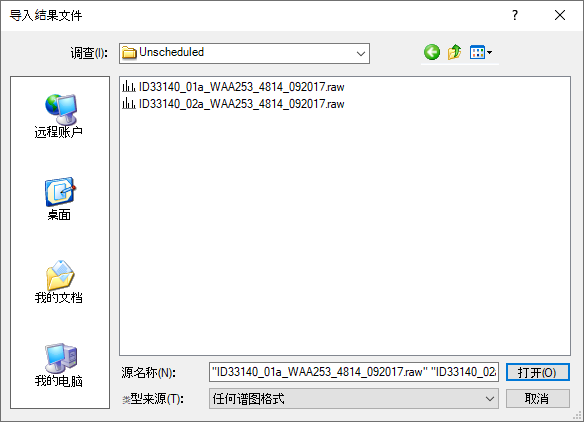 导入结果文件
调查(I):
Unscheduled
ID33140_01a_WAA253_4814_092017.raw
ID33140_02a_WAA253_4814_092017.raw
远程账户
桌面
我的文档
我的电脑
源名称(N):
"ID33140_01a_WAA253_4814_092017.raw" "ID33140_02a
打开(O)
类型来源(T):
任何谱图格式
取消